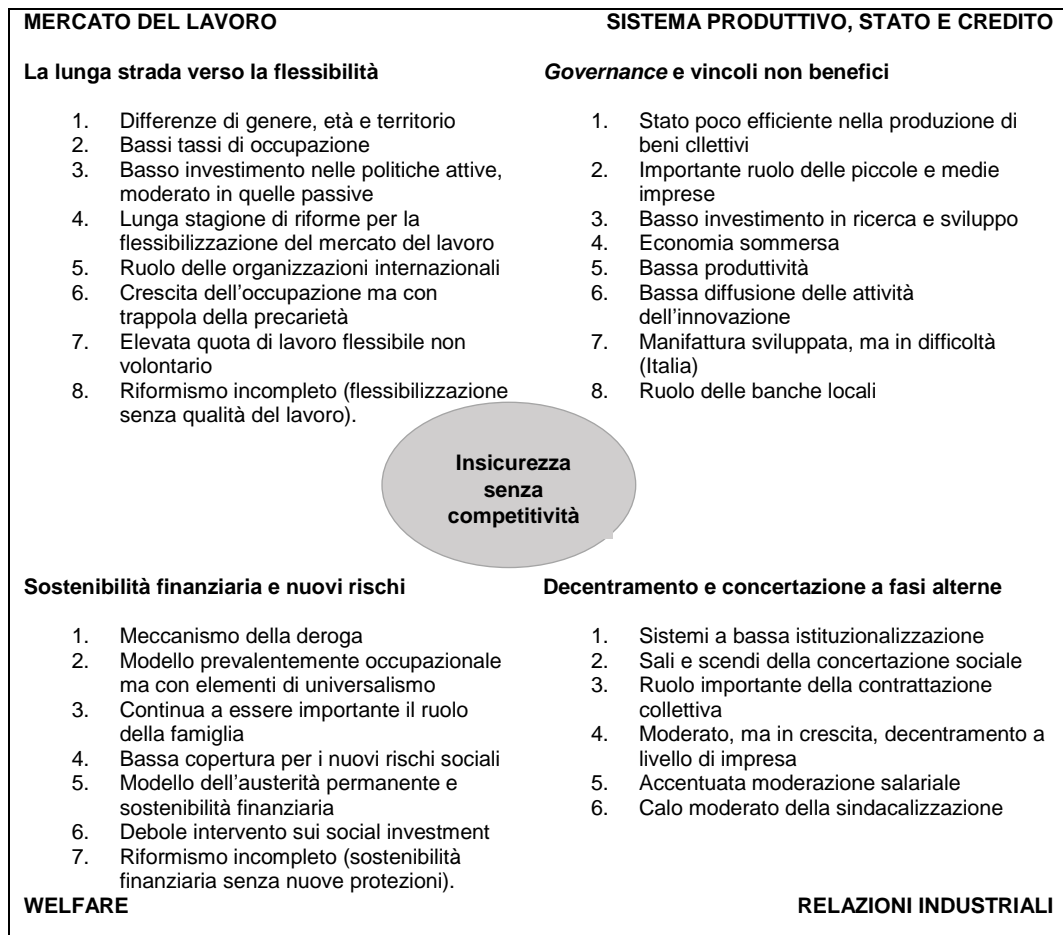 MERCATO DEL LAVORO
SISTEMA PRODUTTIVO, STATO E CREDITO
La lunga strada verso la flessibilità
1. Differenze di genere, età e territorio
2. Bassi tassi di occupazione
3. Basso investimento nelle politiche attive,
moderato in quelle passive
4. Lunga stagione di riforme per la
flessibilizzazione del mercato del lavoro
5. Ruolo delle organizzazioni internazionali
6. Crescita dell'occupazione ma con
trappola della precarietà
7. Elevata quota di lavoro flessibile non
volontario
8. Riformismo incompleto (flessibilizzazione
senza qualità del lavoro).
Governance e vincoli non benefici
1. Stato poco efficiente nella produzione di
beni cllettivi
2. Importante ruolo delle piccole e medie
imprese
3. Basso investimento in ricerca e sviluppo
4. Economia sommersa
5. Bassa produttività
6. Bassa diffusione delle attività
dell'innovazione
7. Manifattura sviluppata, ma in difficoltà
(Italia)
8. Ruolo delle banche locali
Insicurezza
senza
competitività
Sostenibilità finanziaria e nuovi rischi
1. Meccanismo della deroga
2. Modello prevalentemente occupazionale
ma con elementi di universalismo
3. Continua a essere importante il ruolo
della famiglia
4. Bassa copertura per i nuovi rischi sociali
5. Modello dell'austerità permanente e
sostenibilità finanziaria
6. Debole intervento sui social investment
7. Riformismo incompleto (sostenibilità
finanziaria senza nuove protezioni).
Decentramento e concertazione a fasi alterne
1. Sistemi a bassa istituzionalizzazione
2. Sali e scendi della concertazione sociale
3. Ruolo importante della contrattazione
collettiva
4. Moderato, ma in crescita, decentramento a
livello di impresa
5. Accentuata moderazione salariale
6. Calo moderato della sindacalizzazione
WELFARE
RELAZIONI INDUSTRIALI